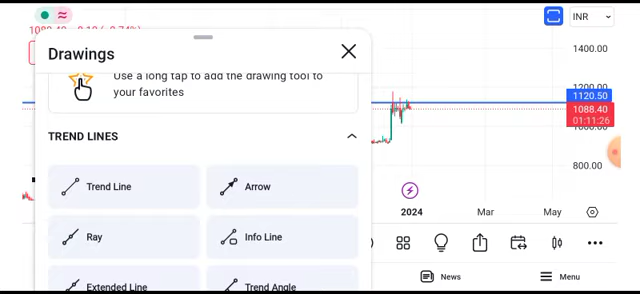 INR
Drawings
1400.00
Use a long tap to add the drawing tool to
your favorites
1200.00
1120.50
1088.40
01:11:26
1000.00
TREND LINES
800.00
Trend Line
Arrow
2024
Mar
May
Ray
Info Line
News
Menu
Extended Line
Trend Angle